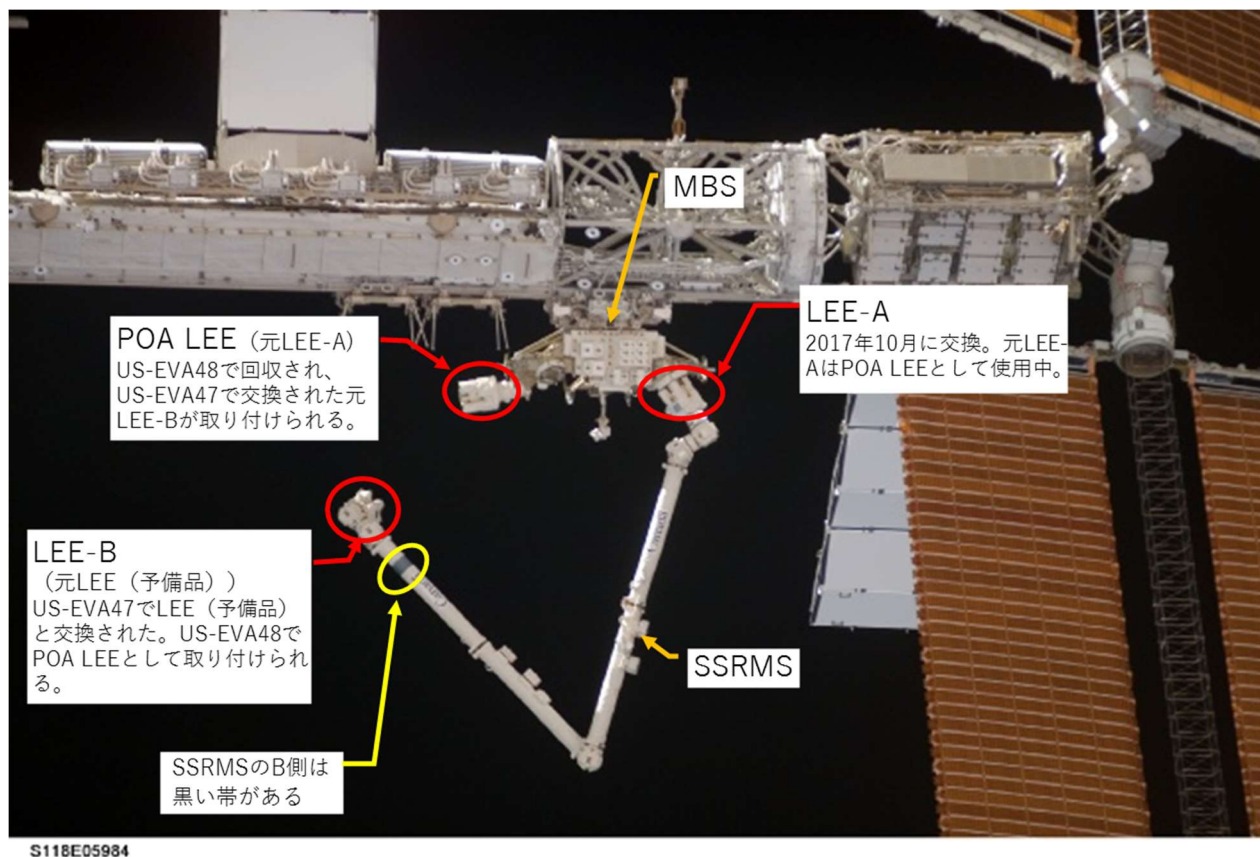 MBS
LEE-A
2017年10月に交換。元LEE-
AはPOA LEEとして使用中。
POA LEE（元LEE-A）
US-EVA48で回収され、
US-EVA47で交換された元
LEE-Bが取り付けられる。
LEE-B
（元LEE（予備品））
US-EVA47でLEE（予備品）
と交換された。US-EVA48で
POA LEEとして取り付けられ
る。
SSRMS
SSRMSのB側は
黒い帯がある
Canada
S118E05984